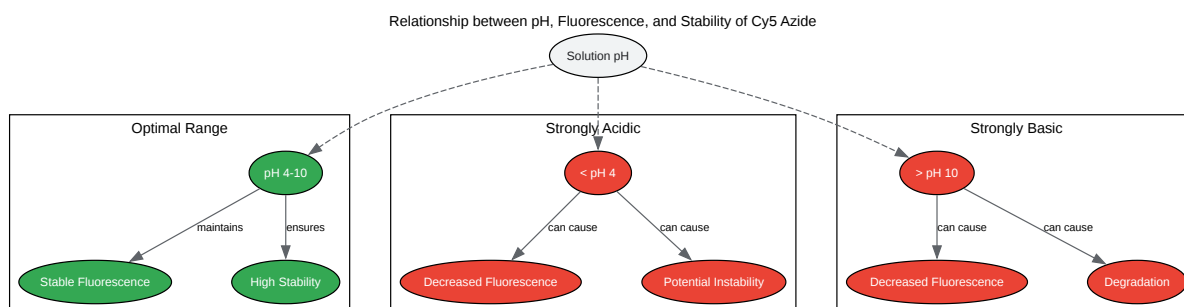 Relationship between pH, Fluorescence, and Stability of Cy5 Azide
Solution pH
Optimal Range
Strongly Acidic
Strongly Basic
pH 4-10
< pH 4
> pH 10
maintains
ensures
can cause
can cause
can cause
can cause
Stable Fluorescence
High Stability
Decreased Fluorescence
Potential Instability
Decreased Fluorescence
Degradation